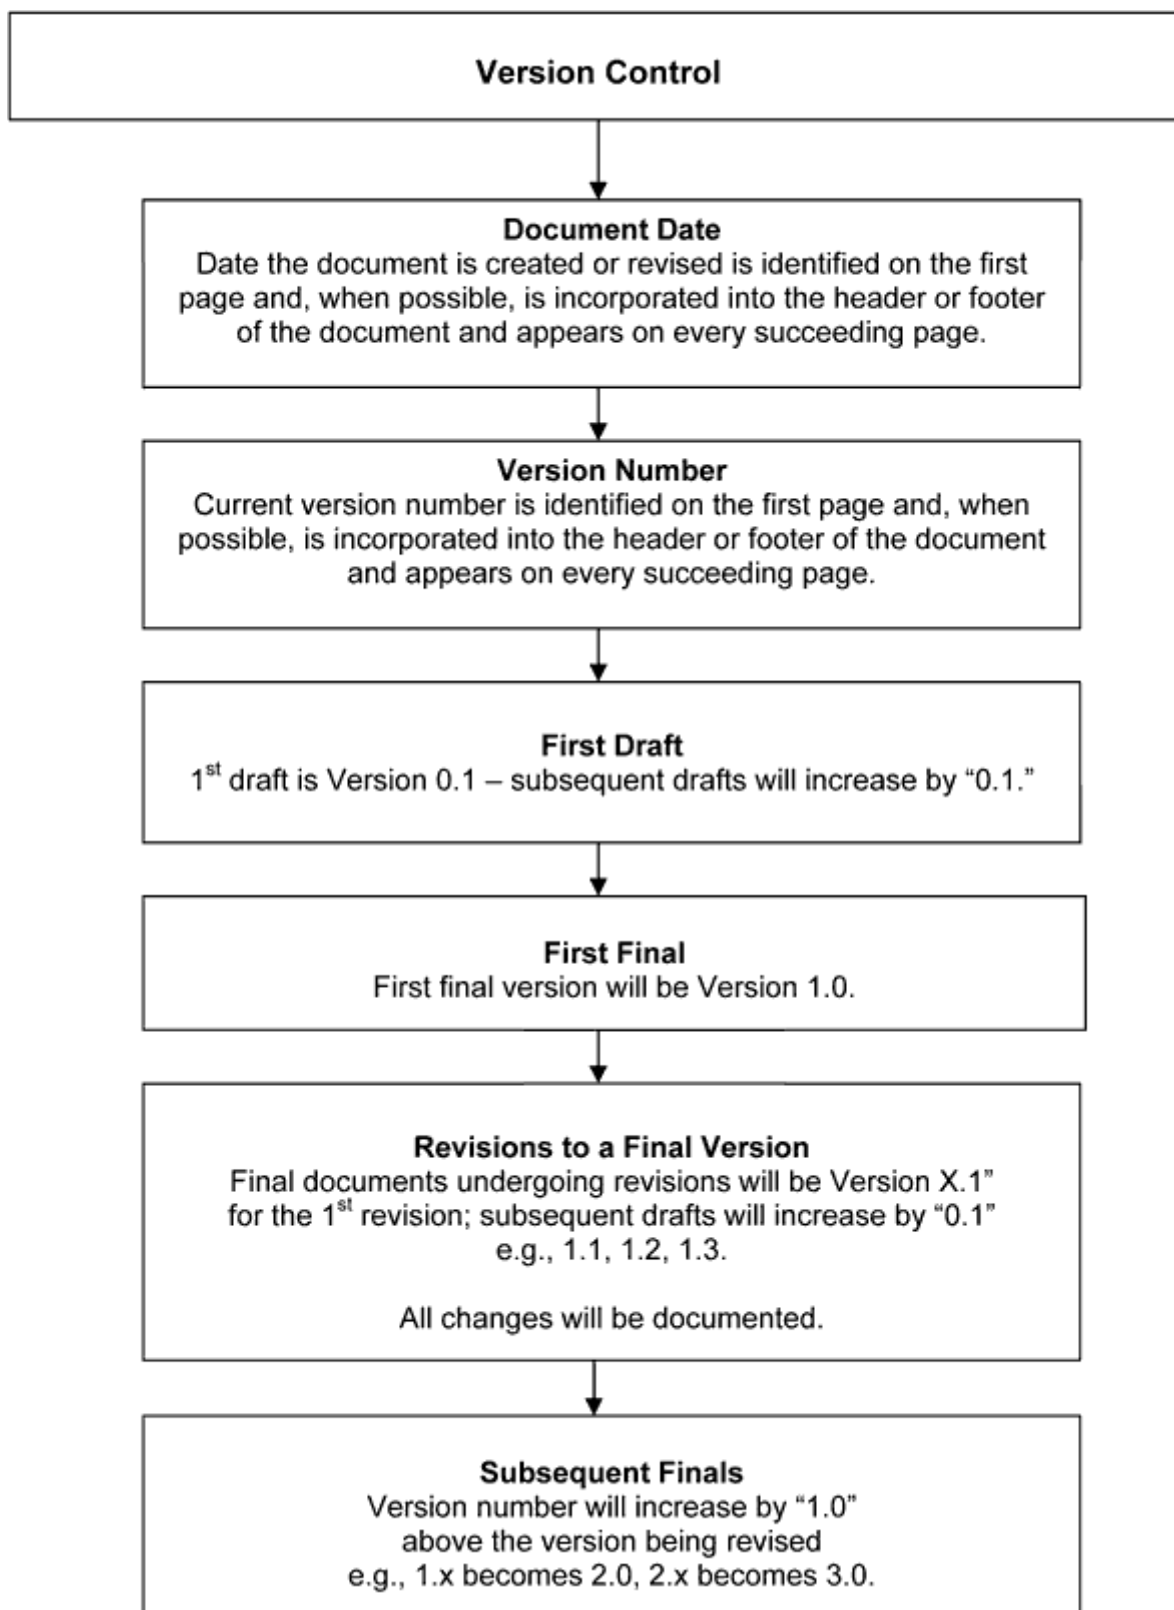 Version Control
Document Date
Date the document is created or revised is identified on the first
page and, when possible, is incorporated into the header or footer
of the document and appears on every succeeding page.
Version Number
Current version number is identified on the first page and, when
possible, is incorporated into the header or footer of the document
and appears on every succeeding page.
First Draft
1st draft is Version 0.1 – subsequent drafts will increase by “0.1.”
First Final
First final version will be Version 1.0.
Revisions to a Final Version
Final documents undergoing revisions will be Version X.1”
for the 1st revision; subsequent drafts will increase by “0.1”
e.g., 1.1, 1.2, 1.3.
All changes will be documented.
Subsequent Finals
Version number will increase by “1.0”
above the version being revised
e.g., 1.x becomes 2.0, 2.x becomes 3.0.